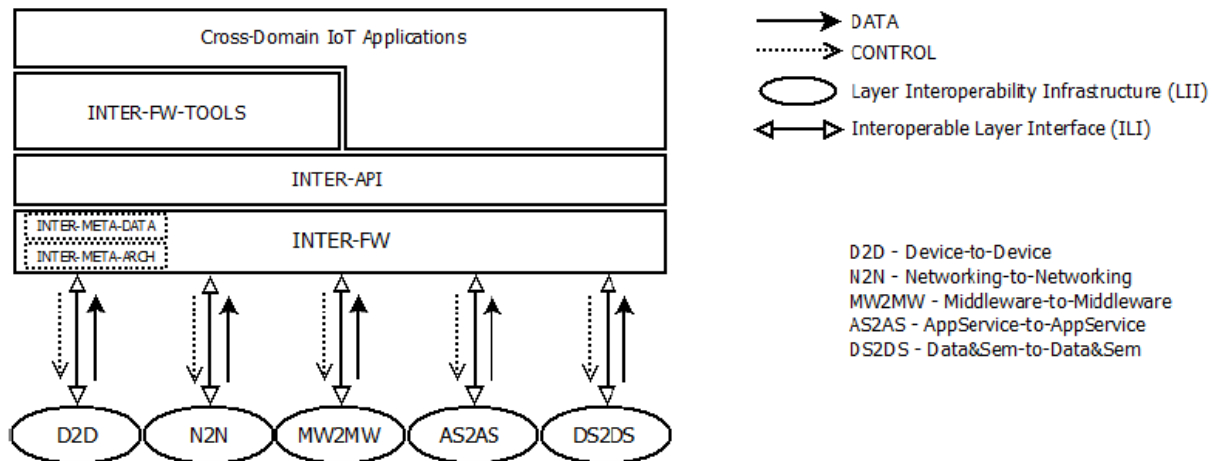 Cross-Domain IoT Applications
INTER-FW-TOOLS
INTER-API
INTER-META-DATA
INTER-META-ARCH
INTER-FW
D2D
N2N
MW2MW
AS2AS
DS2DS
DATA
CONTROL
Layer Interoperability Infrastructure (LII)
Interoperable Layer Interface (ILI)
D2D - Device-to-Device
N2N - Networking-to-Networking
MW2MW - Middleware-to-Middleware
AS2AS - AppService-to-AppService
DS2DS - Data&Sem-to-Data&Sem